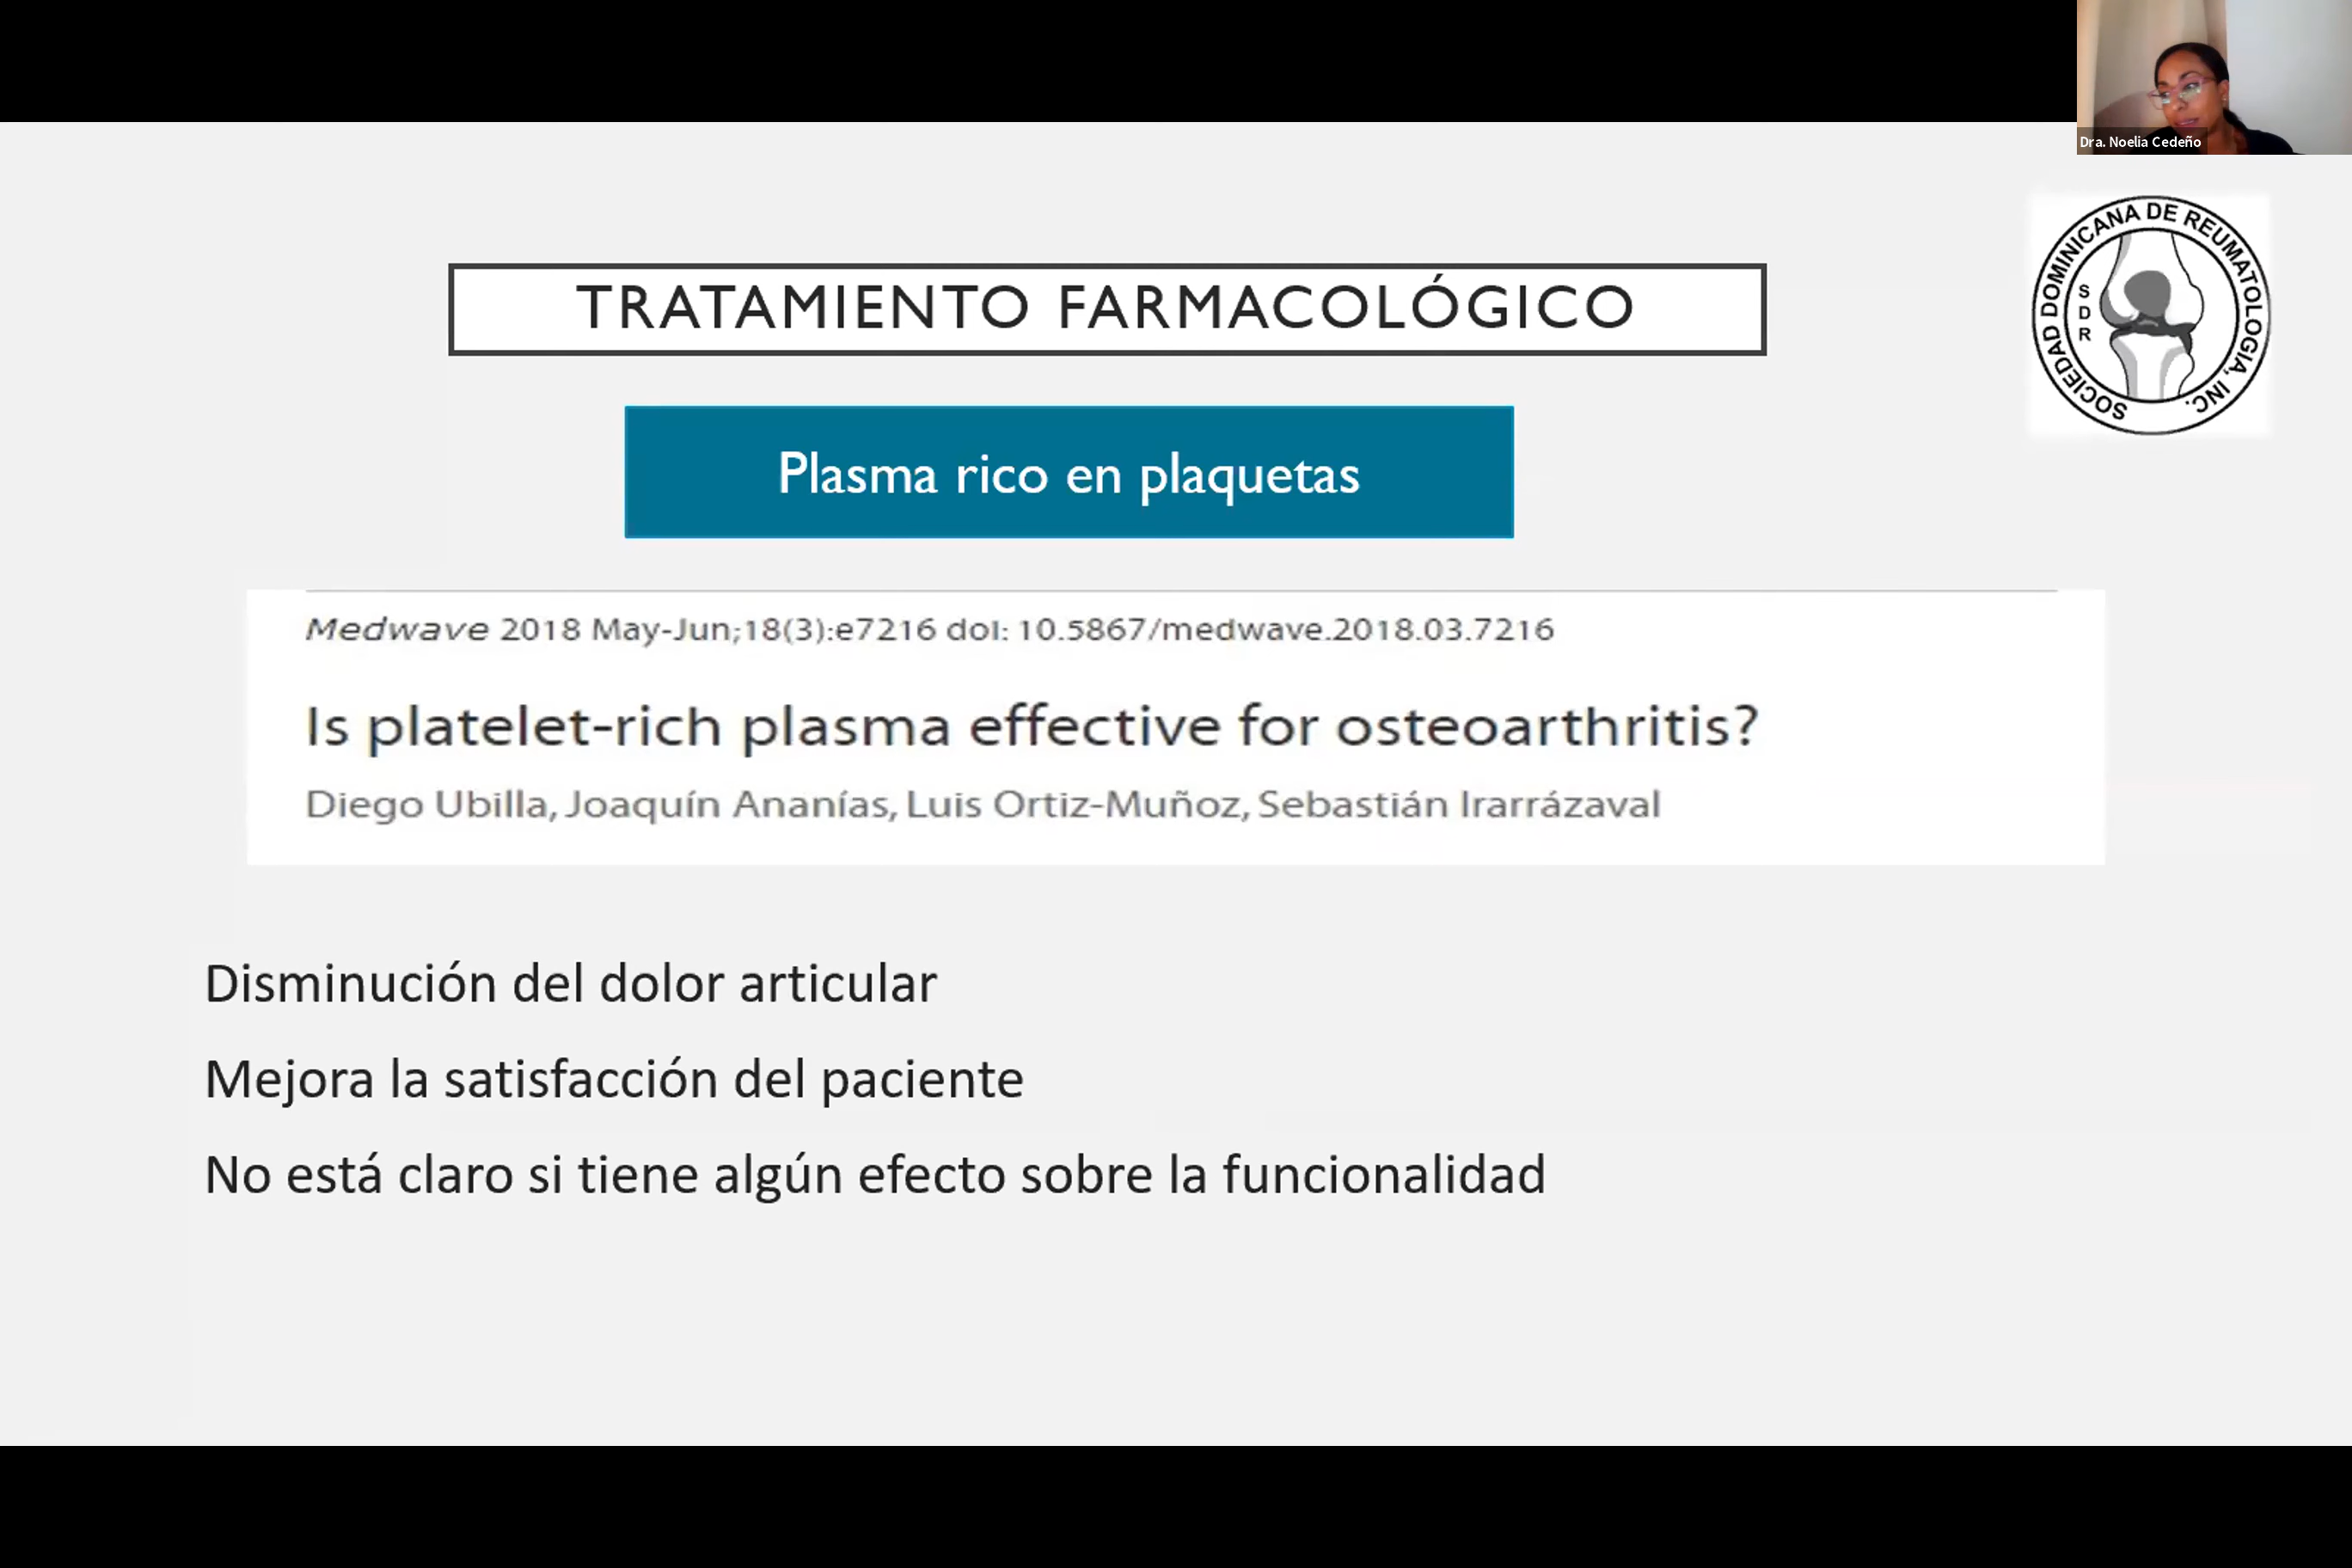 Dra. Noelia Cedeño
SOCIEDAD DOMINICANA DE REUMATOLOGIA, INC.
S
D
R
TRATAMIENTO FARMACOLÓGICO
Plasma rico en plaquetas
Medwave 2018 May-Jun;18(3):e7216 doi: 10.5867/medwave.2018.03.7216
Is platelet-rich plasma effective for osteoarthritis?
Diego Ubilla, Joaquín Ananías, Luis Ortiz-Muñoz, Sebastián Irarrázaval
Disminución del dolor articular
Mejora la satisfacción del paciente
No está claro si tiene algún efecto sobre la funcionalidad